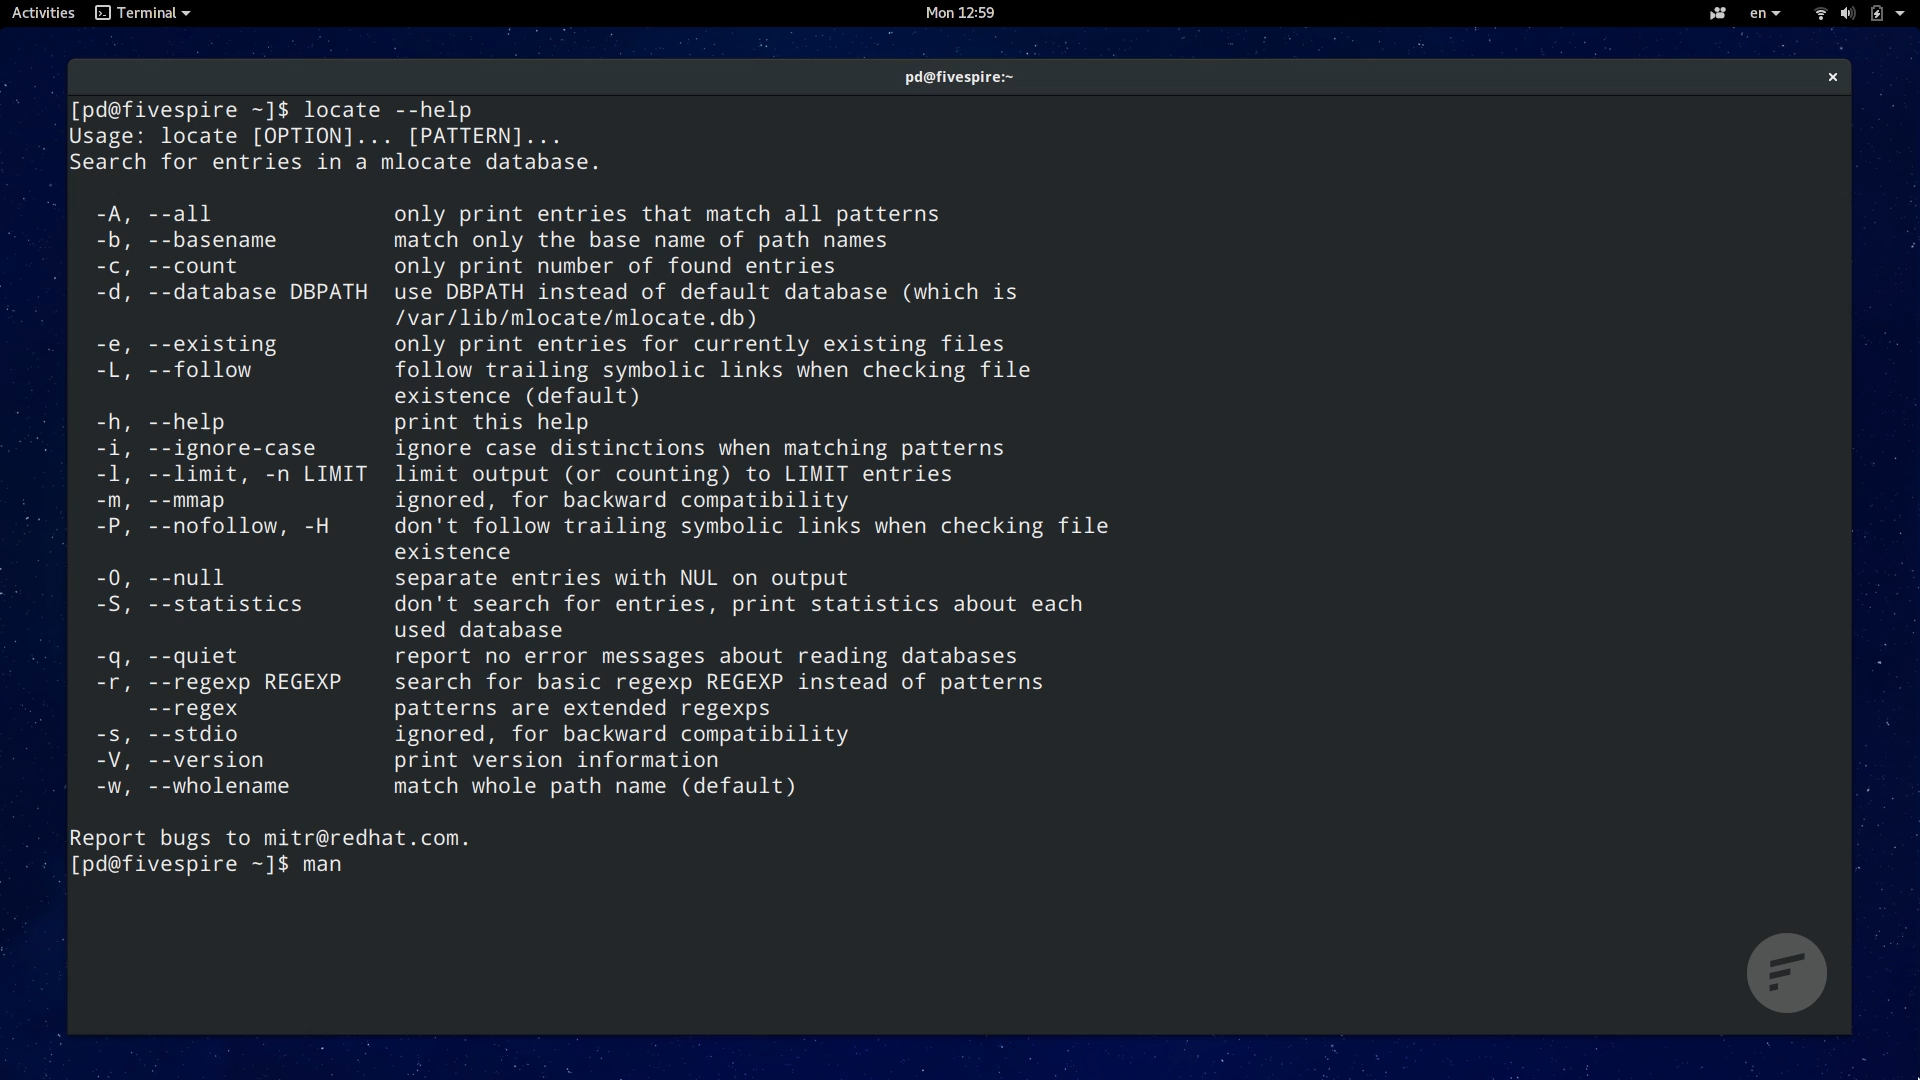 Activities Terminal Mon 12:59 en
pd@fivespire:~ ×
[pd@fivespire ~]$ locate --help
Usage: locate [OPTION]... [PATTERN]...
Search for entries in a mlocate database.

  -A, --all              only print entries that match all patterns
  -b, --basename         match only the base name of path names
  -c, --count            only print number of found entries
  -d, --database DBPATH  use DBPATH instead of default database (which is
                         /var/lib/mlocate/mlocate.db)
  -e, --existing         only print entries for currently existing files
  -L, --follow           follow trailing symbolic links when checking file
                         existence (default)
  -h, --help             print this help
  -i, --ignore-case      ignore case distinctions when matching patterns
  -l, --limit, -n LIMIT  limit output (or counting) to LIMIT entries
  -m, --mmap             ignored, for backward compatibility
  -P, --nofollow, -H     don't follow trailing symbolic links when checking file
                         existence
  -0, --null             separate entries with NUL on output
  -S, --statistics       don't search for entries, print statistics about each
                         used database
  -q, --quiet            report no error messages about reading databases
  -r, --regexp REGEXP    search for basic regexp REGEXP instead of patterns
      --regex            patterns are extended regexps
  -s, --stdio            ignored, for backward compatibility
  -V, --version          print version information
  -w, --wholename        match whole path name (default)

Report bugs to mitr@redhat.com.
[pd@fivespire ~]$ man